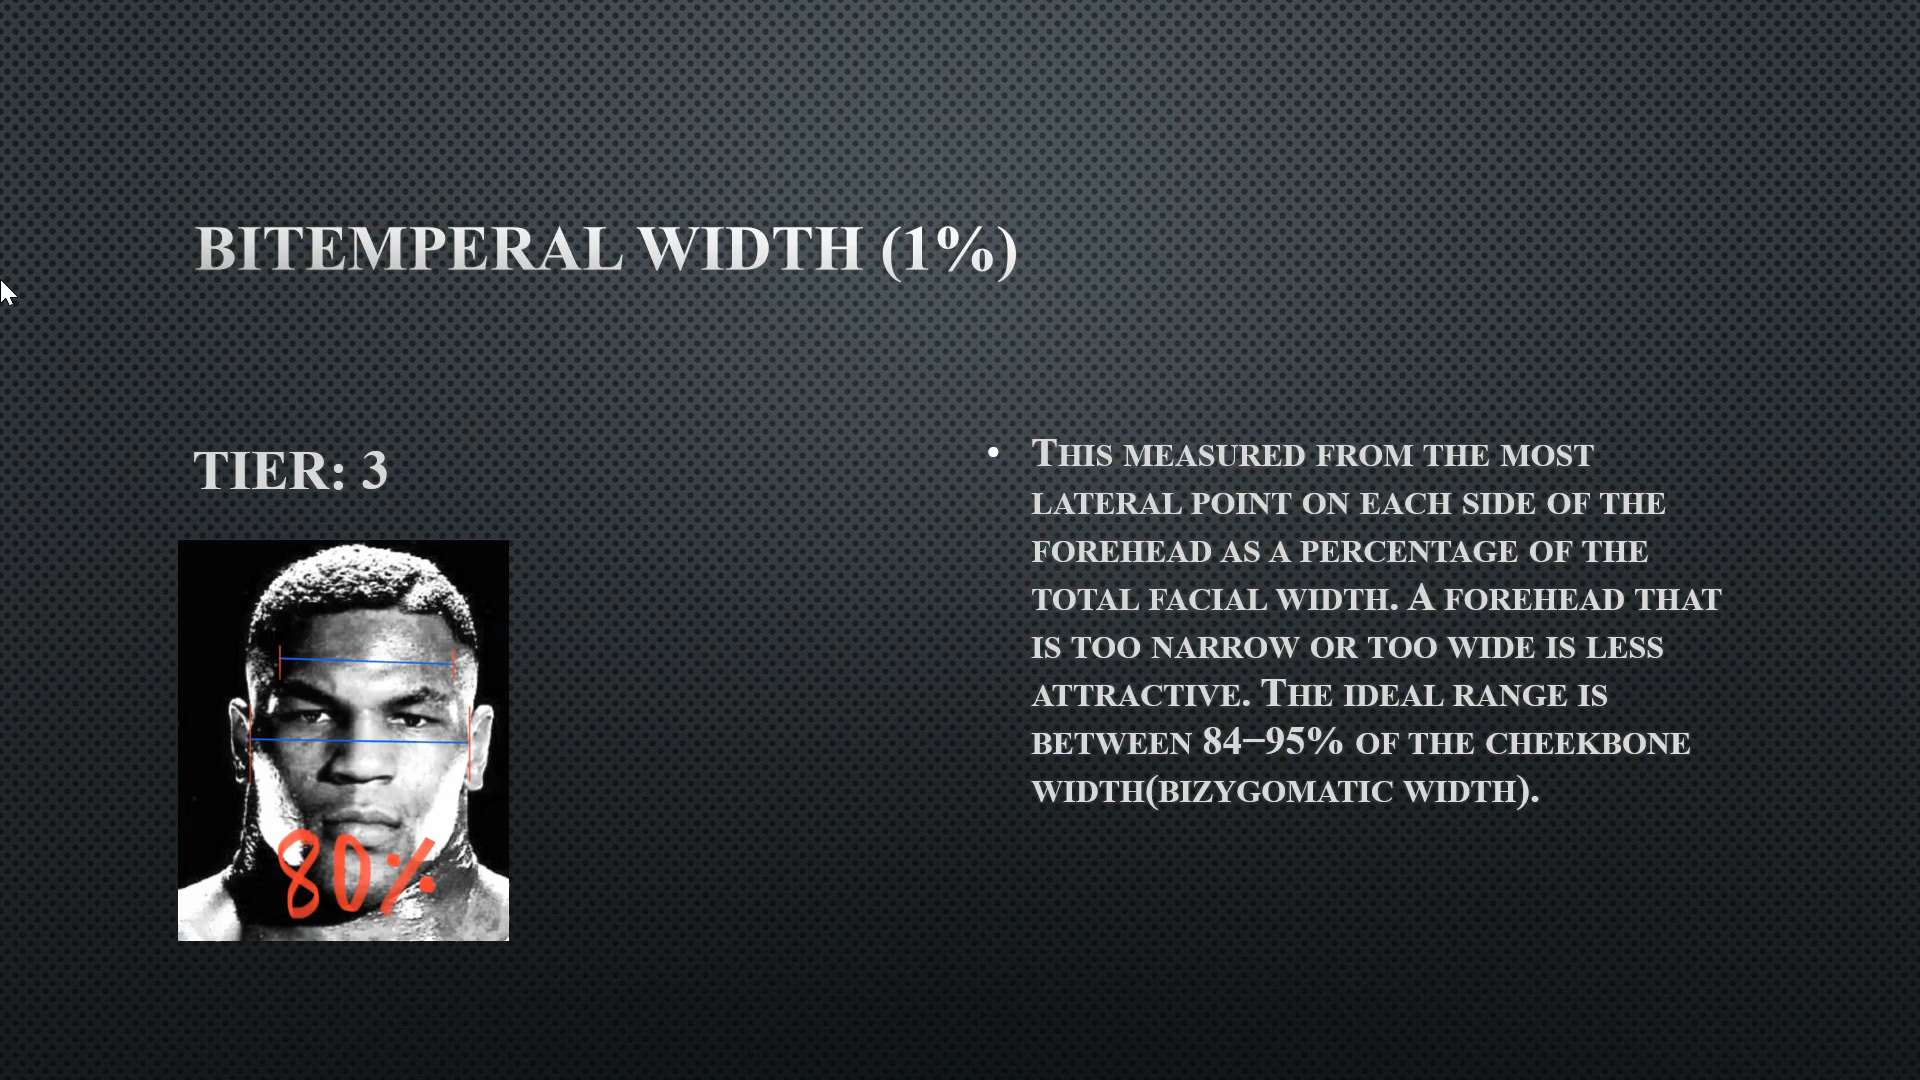 BITEMPERAL WIDTH (1%)
TIER: 3
80%
• THIS MEASURED FROM THE MOST
LATERAL POINT ON EACH SIDE OF THE
FOREHEAD AS A PERCENTAGE OF THE
TOTAL FACIAL WIDTH. A FOREHEAD THAT
IS TOO NARROW OR TOO WIDE IS LESS
ATTRACTIVE. THE IDEAL RANGE IS
BETWEEN 84–95% OF THE CHEEKBONE
WIDTH(BIZYGOMATIC WIDTH).